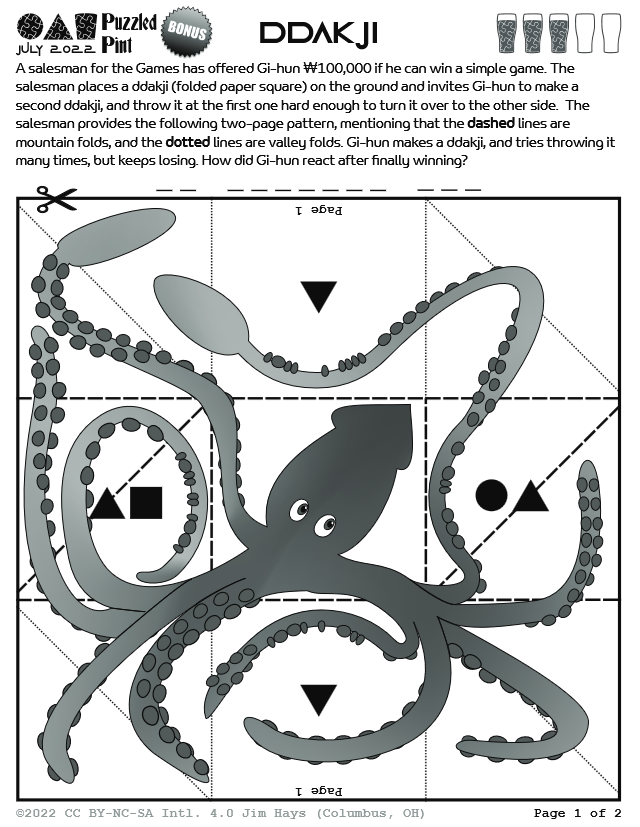 Puzzled
Pint
JULY 2022
BONUS
DDAKJI
A salesman for the Games has offered Gi-hun ₩100,000 if he can win a simple game. The
salesman places a ddakji (folded paper square) on the ground and invites Gi-hun to make a
second ddakji, and throw it at the first one hard enough to turn it over to the other side. The
salesman provides the following two-page pattern, mentioning that the dashed lines are
mountain folds, and the dotted lines are valley folds. Gi-hun makes a ddakji, and tries throwing it
many times, but keeps losing. How did Gi-hun react after finally winning?
Page 1
Page 1
©2022 CC BY-NC-SA Intl. 4.0 Jim Hays (Columbus, OH)
Page 1 of 2